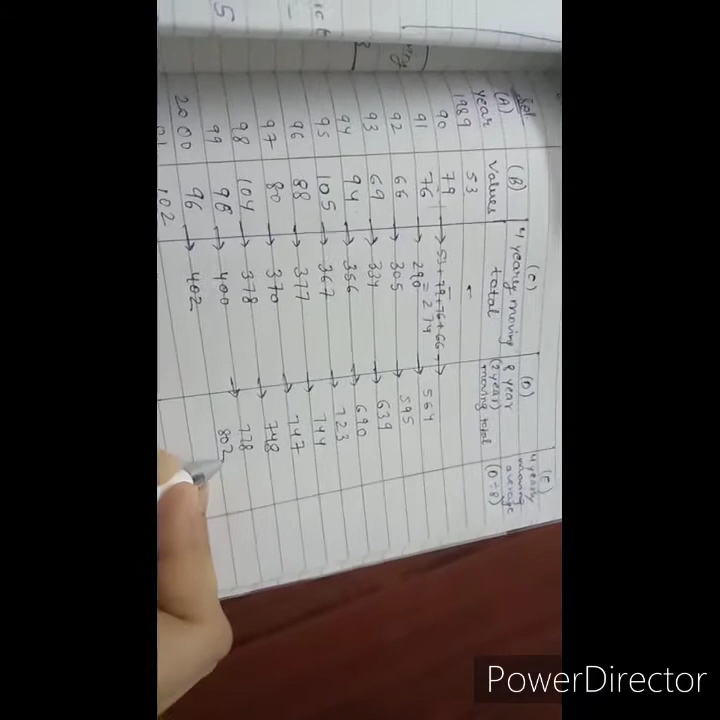 Sol.
(A) (B) (C) (D) (E)
Year Values 4 yearly moving total 8 year (2 year) moving total 4 yearly moving average (D÷8)
1989 53 -
90 79 → 53+79+76+66 = 274 →
91 76 → 290 → 564
92 66 → 305 → 595
93 69 → 334 → 639
94 94 → 356 → 690
95 105 → 367 → 723
96 88 → 377 → 744
97 80 → 370 → 747
98 104 → 378 → 748
99 98 → 400 → 778
2000 96 → 402 802
102
ict
5
PowerDirector